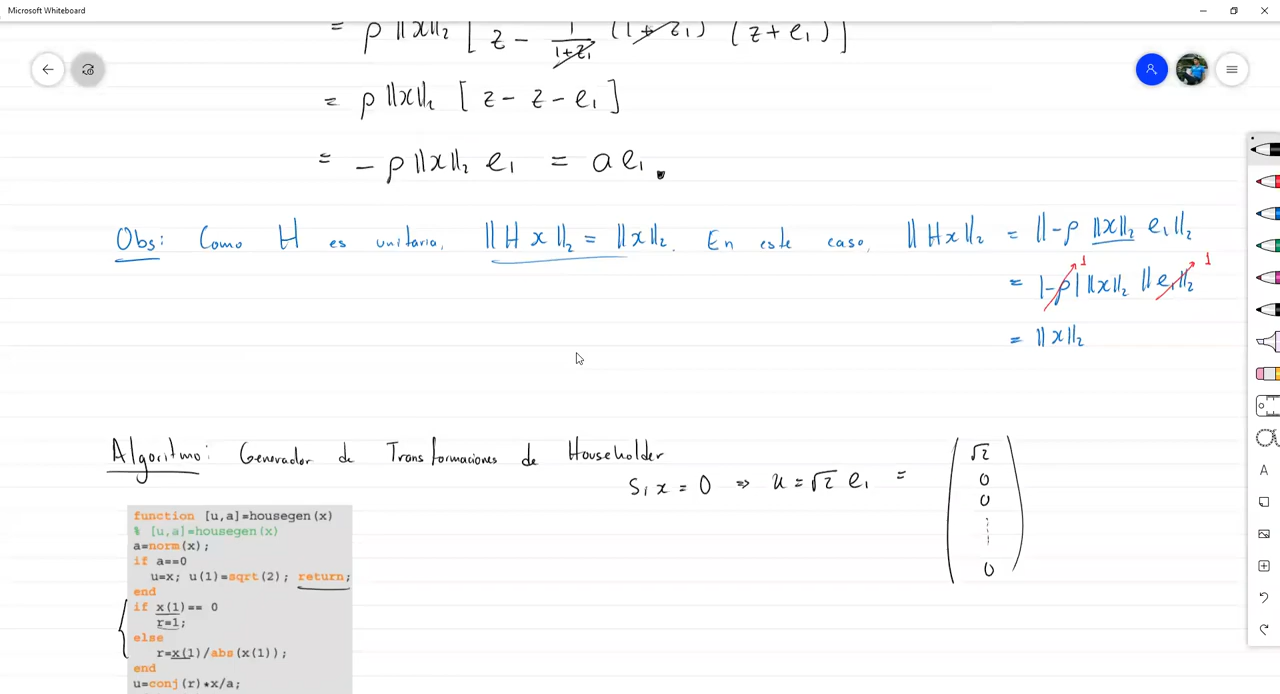 Microsoft Whiteboard
= ρ ||x||₂ [ z - 1/(1+z₁) (1+z₁) (z+e₁) ]
= ρ ||x||₂ [ z - z - e₁ ]
= - ρ ||x||₂ e₁ = a e₁.
Obs: Como H es unitaria, ||Hx||₂ = ||x||₂. En este caso, ||Hx||₂ = ||-ρ ||x||₂ e₁||₂
= |-ρ| ||x||₂ ||e₁||₂
1 1
= ||x||₂
Algoritmo: Generador de Transformaciones de Householder
Si x = 0 ⇒ u = √2 e₁ =
√2
0
0
⋮
0
function [u,a]=housegen(x)
% [u,a]=housegen(x)
a=norm(x);
if a==0
u=x; u(1)=sqrt(2); return;
end
if x(1)== 0
r=1;
else
r=x(1)/abs(x(1));
end
u=conj(r)*x/a;
A